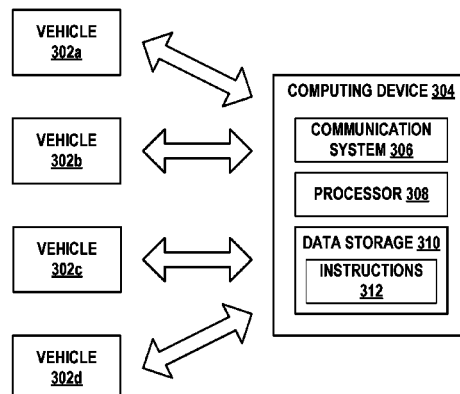 VEHICLE
302a
VEHICLE
302b
VEHICLE
302c
VEHICLE
302d
COMPUTING DEVICE 304
COMMUNICATION
SYSTEM 306
PROCESSOR 308
DATA STORAGE 310
INSTRUCTIONS
312